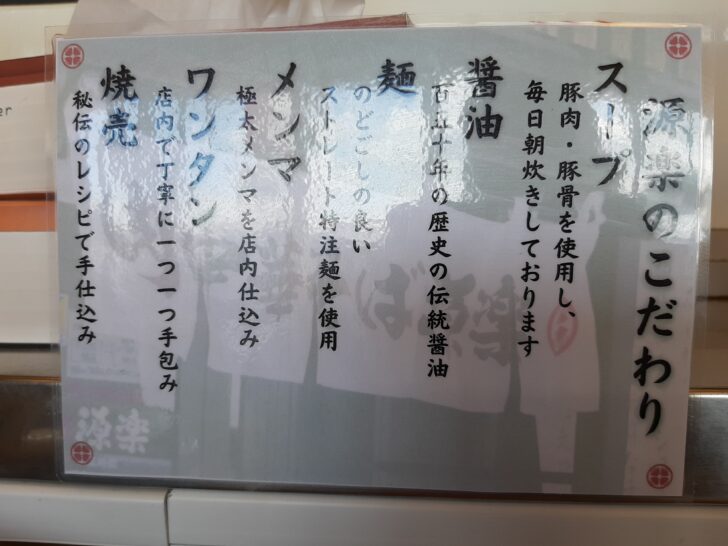 源楽のこだわり
スープ
豚肉・豚骨を使用し、
毎日朝炊きしております
醤油
百五十年の歴史の伝統醤油
麺
のどごしの良い
ストレート特注麺を使用
メンマ
極太メンマを店内仕込み
ワンタン
店内で丁寧に一つ一つ手包み
焼売
秘伝のレシピで手仕込み
源楽